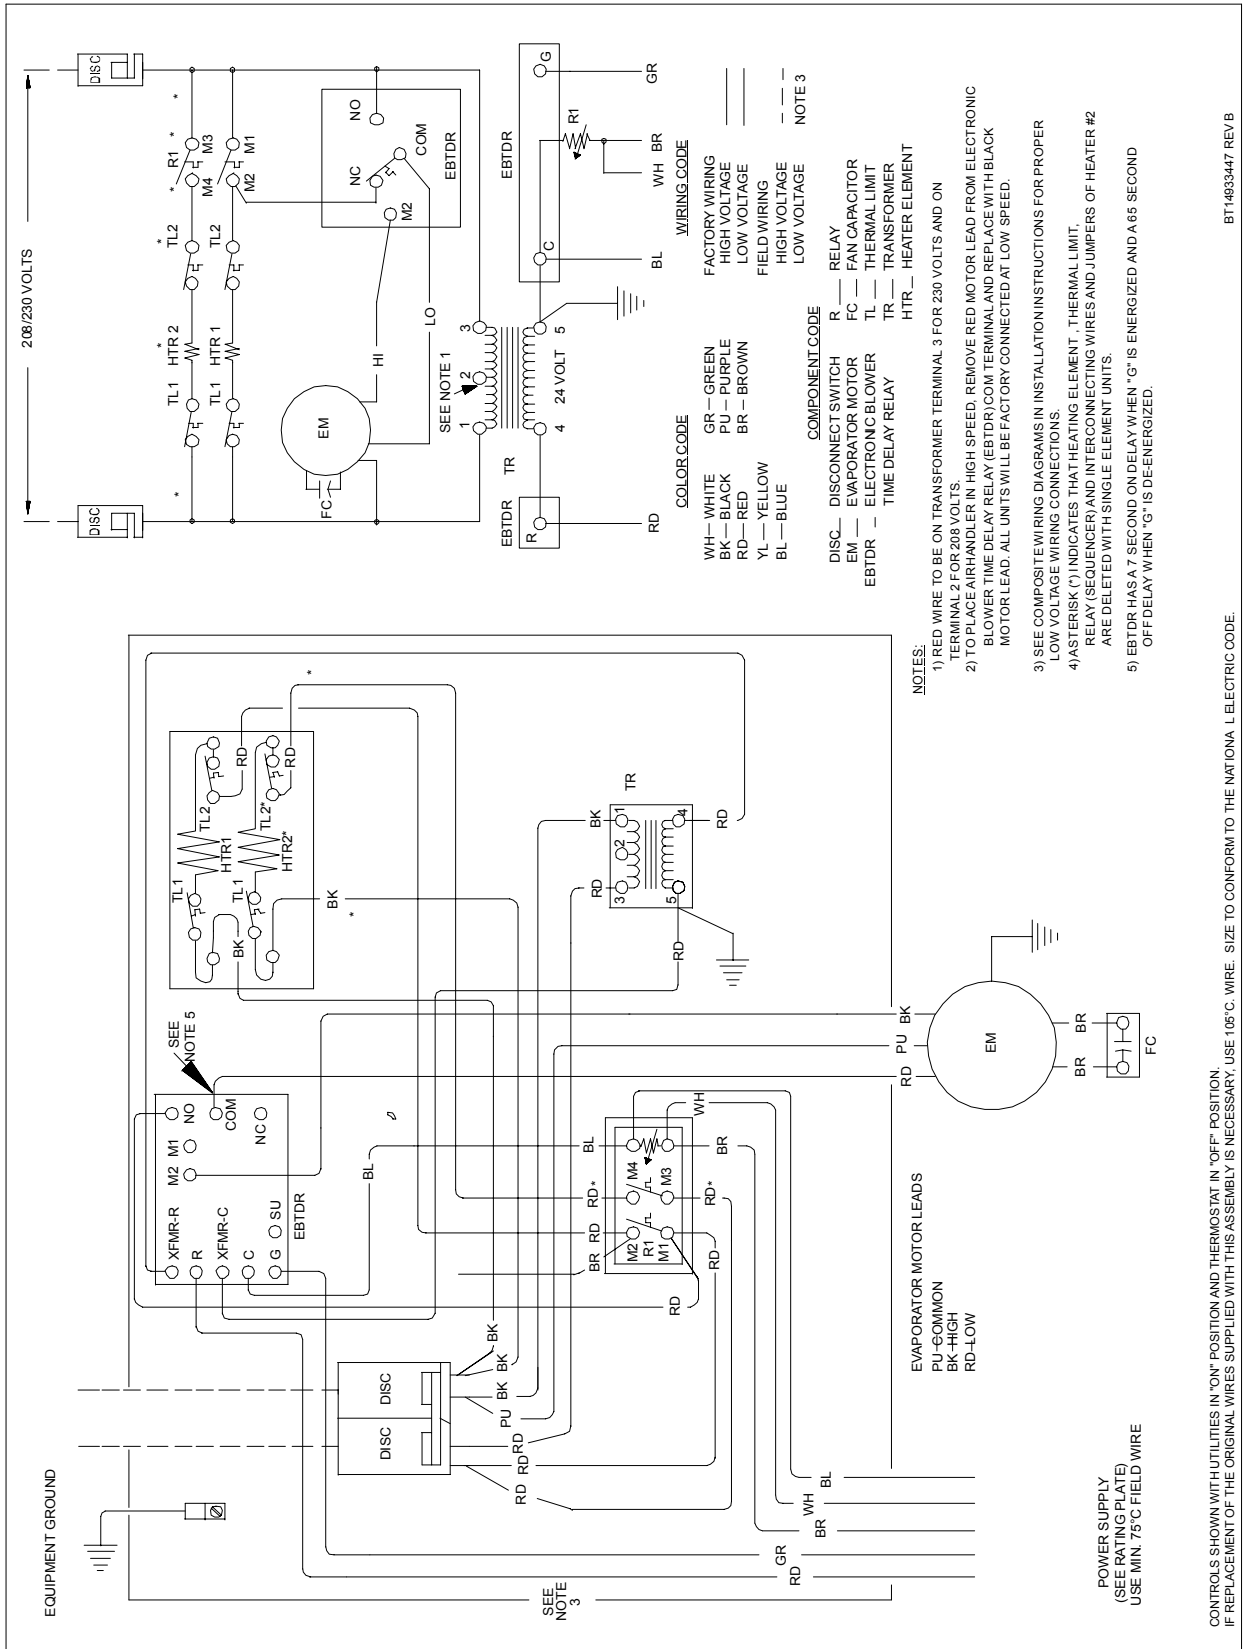 EQUIPMENT GROUND
SEE
NOTE
3
POWER SUPPLY
(SEE RATING PLATE)
USE MIN. 75°C FIELD WIRE
DISC
DISC
RD
RD
RD
PU
BK
BK
BK
XFMR-R
R
XFMR-C
C
G
SU
EBTDR
M2
M1
NO
COM
NC
SEE
NOTE 5
TL1
HTR1
TL2
RD
TL1
HTR2*
TL2*
RD
BK
BK
*
*
BL
RD
BR
RD
RD*
BL
M2
R1
M1
M4
M3
RD
RD*
BR
WH
RD
RD
GR
BR
WH
BL
TR
BK
RD
1
2
3
4
5
RD
RD
RD
PU
BK
EM
BR
BR
FC
EVAPORATOR MOTOR LEADS
PU-COMMON
BK-HIGH
RD-LOW
208/230 VOLTS
DISC
DISC
*
TL1
HTR 2
*
TL2
*
*
R1
*
*
M4
M3
TL1
HTR 1
TL2
M2
M1
EM
FC
HI
LO
M2
NC
NO
COM
EBTDR
SEE NOTE 1
1
2
3
TR
4
24 VOLT
5
EBTDR
R
RD
EBTDR
C
G
R1
BL
WH
BR
GR
COLOR CODE
WH — WHITE
BK — BLACK
RD — RED
YL — YELLOW
BL — BLUE
GR – GREEN
PU – PURPLE
BR – BROWN
WIRING CODE
FACTORY WIRING
HIGH VOLTAGE
LOW VOLTAGE
FIELD WIRING
HIGH VOLTAGE
LOW VOLTAGE
NOTE 3
COMPONENT CODE
DISC__ DISCONNECT SWITCH
EM __ EVAPORATOR MOTOR
EBTDR _ ELECTRONIC BLOWER
TIME DELAY RELAY
R ___ RELAY
FC __ FAN CAPACITOR
TL __ THERMAL LIMIT
TR __ TRANSFORMER
HTR__ HEATER ELEMENT
NOTES:
1) RED WIRE TO BE ON TRANSFORMER TERMINAL 3 FOR 230 VOLTS AND ON
TERMINAL 2 FOR 208 VOLTS.
2) TO PLACE AIRHANDLER IN HIGH SPEED, REMOVE RED MOTOR LEAD FROM ELECTRONIC
BLOWER TIME DELAY RELAY (EBTDR) COM TERMINAL AND REPLACE WITH BLACK
MOTOR LEAD. ALL UNITS WILL BE FACTORY CONNECTED AT LOW SPEED.
3) SEE COMPOSITE WIRING DIAGRAMS IN INSTALLATION INSTRUCTIONS FOR PROPER
LOW VOLTAGE WIRING CONNECTIONS.
4) ASTERISK (*) INDICATES THAT HEATING ELEMENT , THERMAL LIMIT,
RELAY (SEQUENCER) AND INTERCONNECTING WIRES AND JUMPERS OF HEATER #2
ARE DELETED WITH SINGLE ELEMENT UNITS.
5) EBTDR HAS A 7 SECOND ON DELAY WHEN "G" IS ENERGIZED AND A 65 SECOND
OFF DELAY WHEN "G" IS DE-ENERGIZED.
CONTROLS SHOWN WITH UTILITIES IN "ON" POSITION AND THERMOSTAT IN "OFF" POSITION.
IF REPLACEMENT OF THE ORIGINAL WIRES SUPPLIED WITH THIS ASSEMBLY IS NECESSARY, USE 105°C. WIRE. SIZE TO CONFORM TO THE NATIONA L ELECTRIC CODE.
BT14933447 REV B